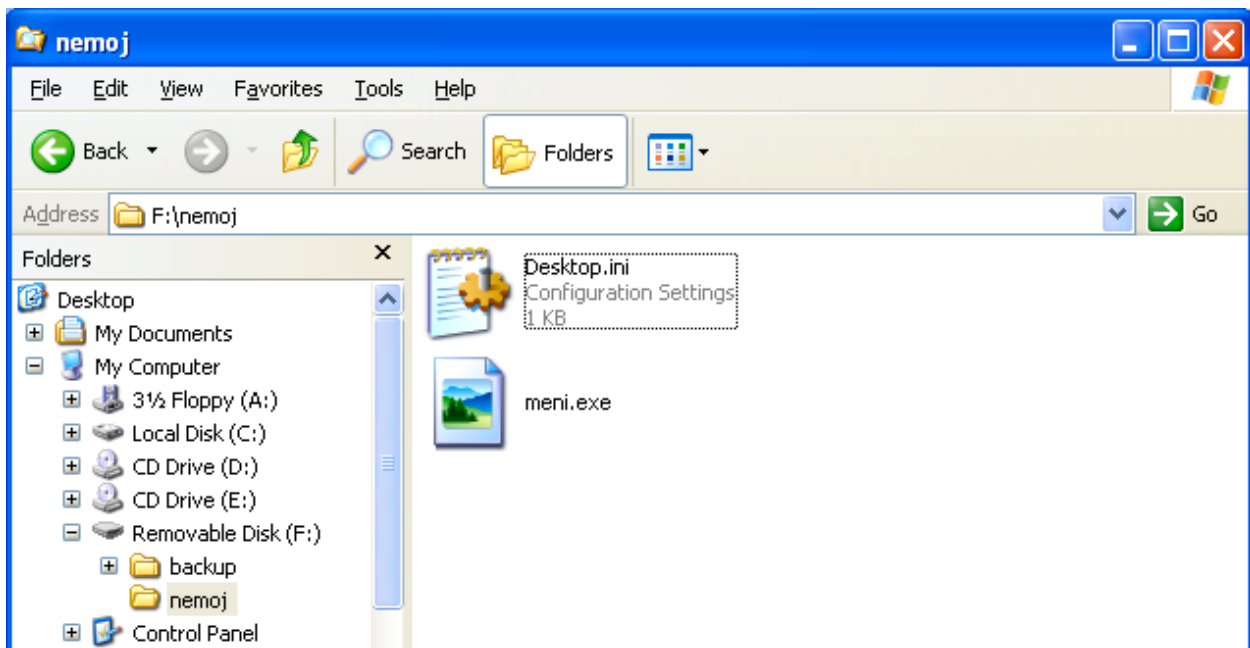 nemoj
File Edit View Favorites Tools Help
Back Search Folders
Address F:\nemoj Go
Folders
Desktop
My Documents
My Computer
3½ Floppy (A:)
Local Disk (C:)
CD Drive (D:)
CD Drive (E:)
Removable Disk (F:)
backup
nemoj
Control Panel
Desktop.ini
Configuration Settings
1 KB
meni.exe